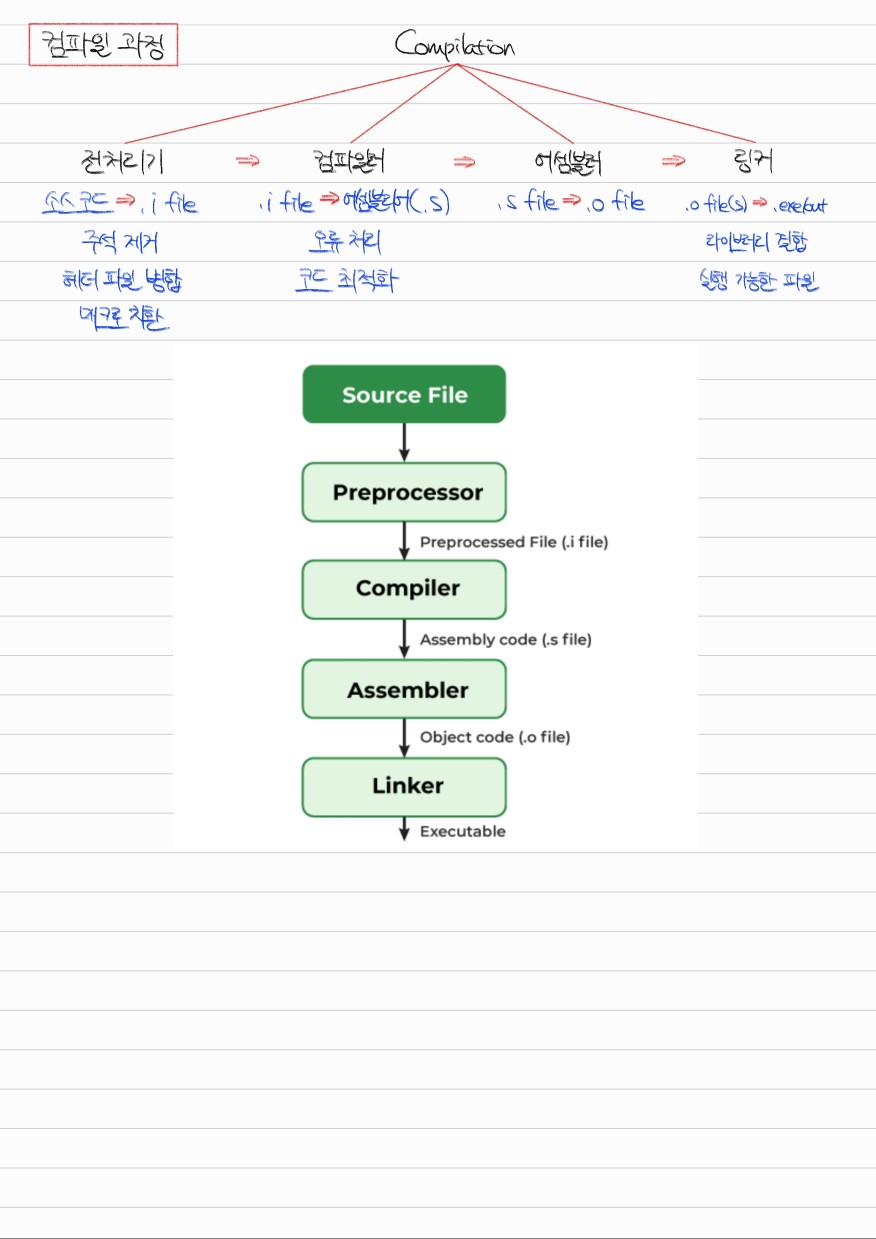 컴파일 과정
Compilation
전처리기 ⇒ 컴파일러 ⇒ 어셈블러 ⇒ 링커
소스코드 ⇒ .i file
주석 제거
헤더 파일 병합
매크로 치환
.i file ⇒ 어셈블리어(.s)
오류 처리
코드 최적화
.s file ⇒ .o file
.o file(s) ⇒ .exe/out
라이브러리 결합
실행 가능한 파일
Source File
Preprocessor
Preprocessed File (.i file)
Compiler
Assembly code (.s file)
Assembler
Object code (.o file)
Linker
Executable